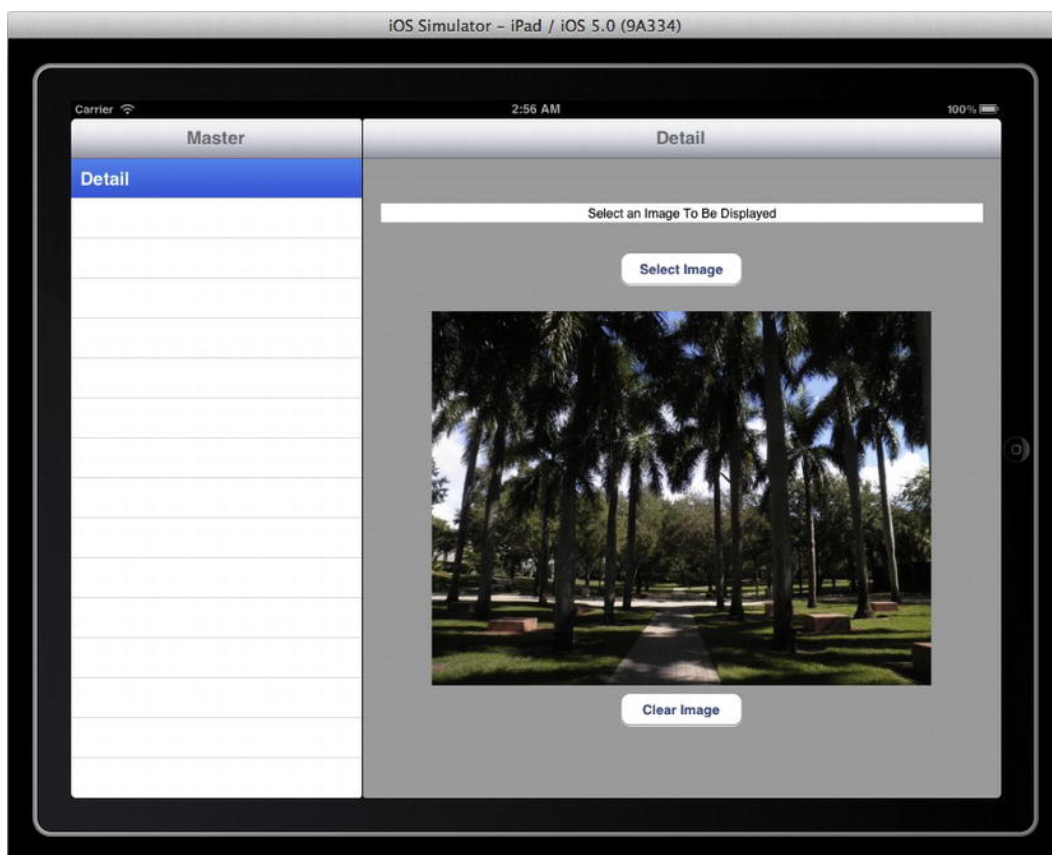 iOS Simulator – iPad / iOS 5.0 (9A334)
Carrier 2:56 AM 100%
Master Detail
Detail
Select an Image To Be Displayed
Select Image
Clear Image